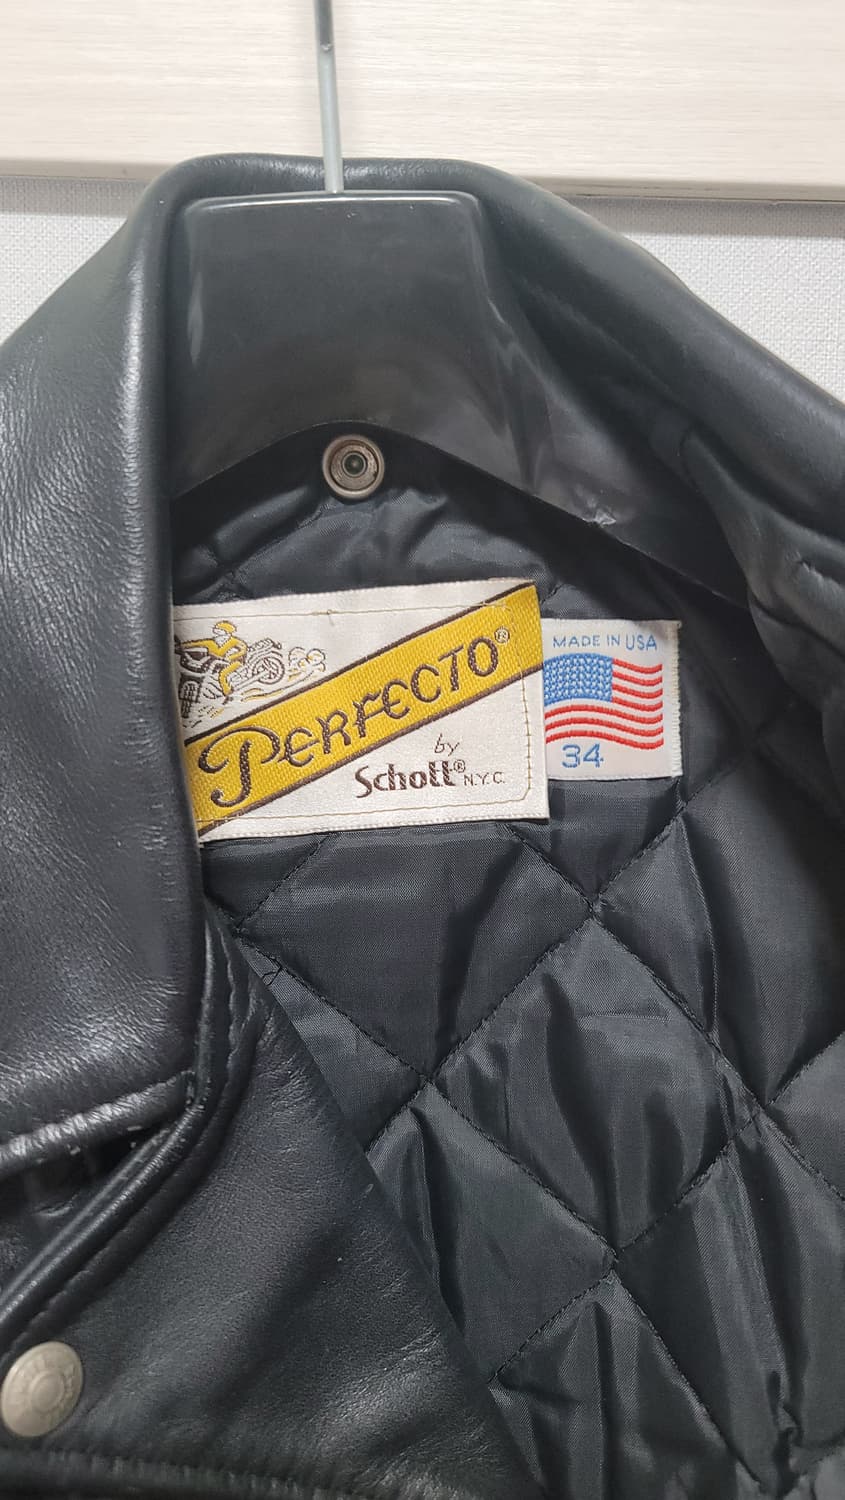 PERFECTO®
by
Schott® N.Y.C.
MADE IN USA
34